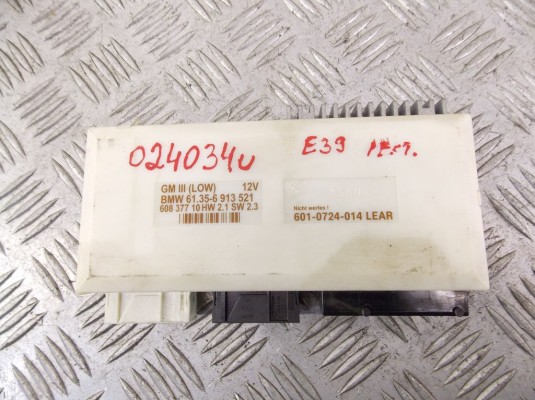 024034u
E39
GM III (LOW) 12V
BMW 61.35-6 913 521
608 377 10 HW 2.1 SW 2.3
Nicht werfen !
601-0724-014 LEAR